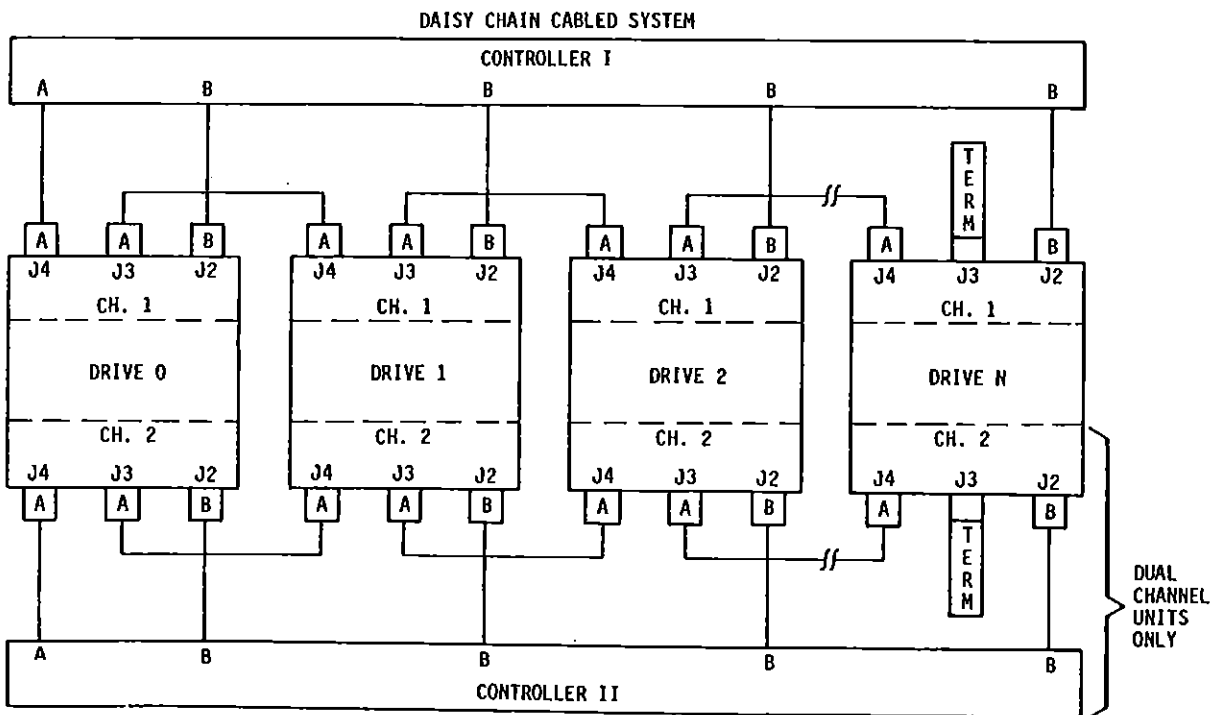 DAISY CHAIN CABLED SYSTEM
CONTROLLER I
A B B B B
TERM
A A B A A B A A B A B
J4 J3 J2 J4 J3 J2 J4 J3 J2 J4 J3 J2
CH. 1 CH. 1 CH. 1 CH. 1
DRIVE 0 DRIVE 1 DRIVE 2 DRIVE N
CH. 2 CH. 2 CH. 2 CH. 2
J4 J3 J2 J4 J3 J2 J4 J3 J2 J4 J3 J2
A A B A A B A A B A B
TERM
DUAL
CHANNEL
UNITS
ONLY
A B B B B
CONTROLLER II